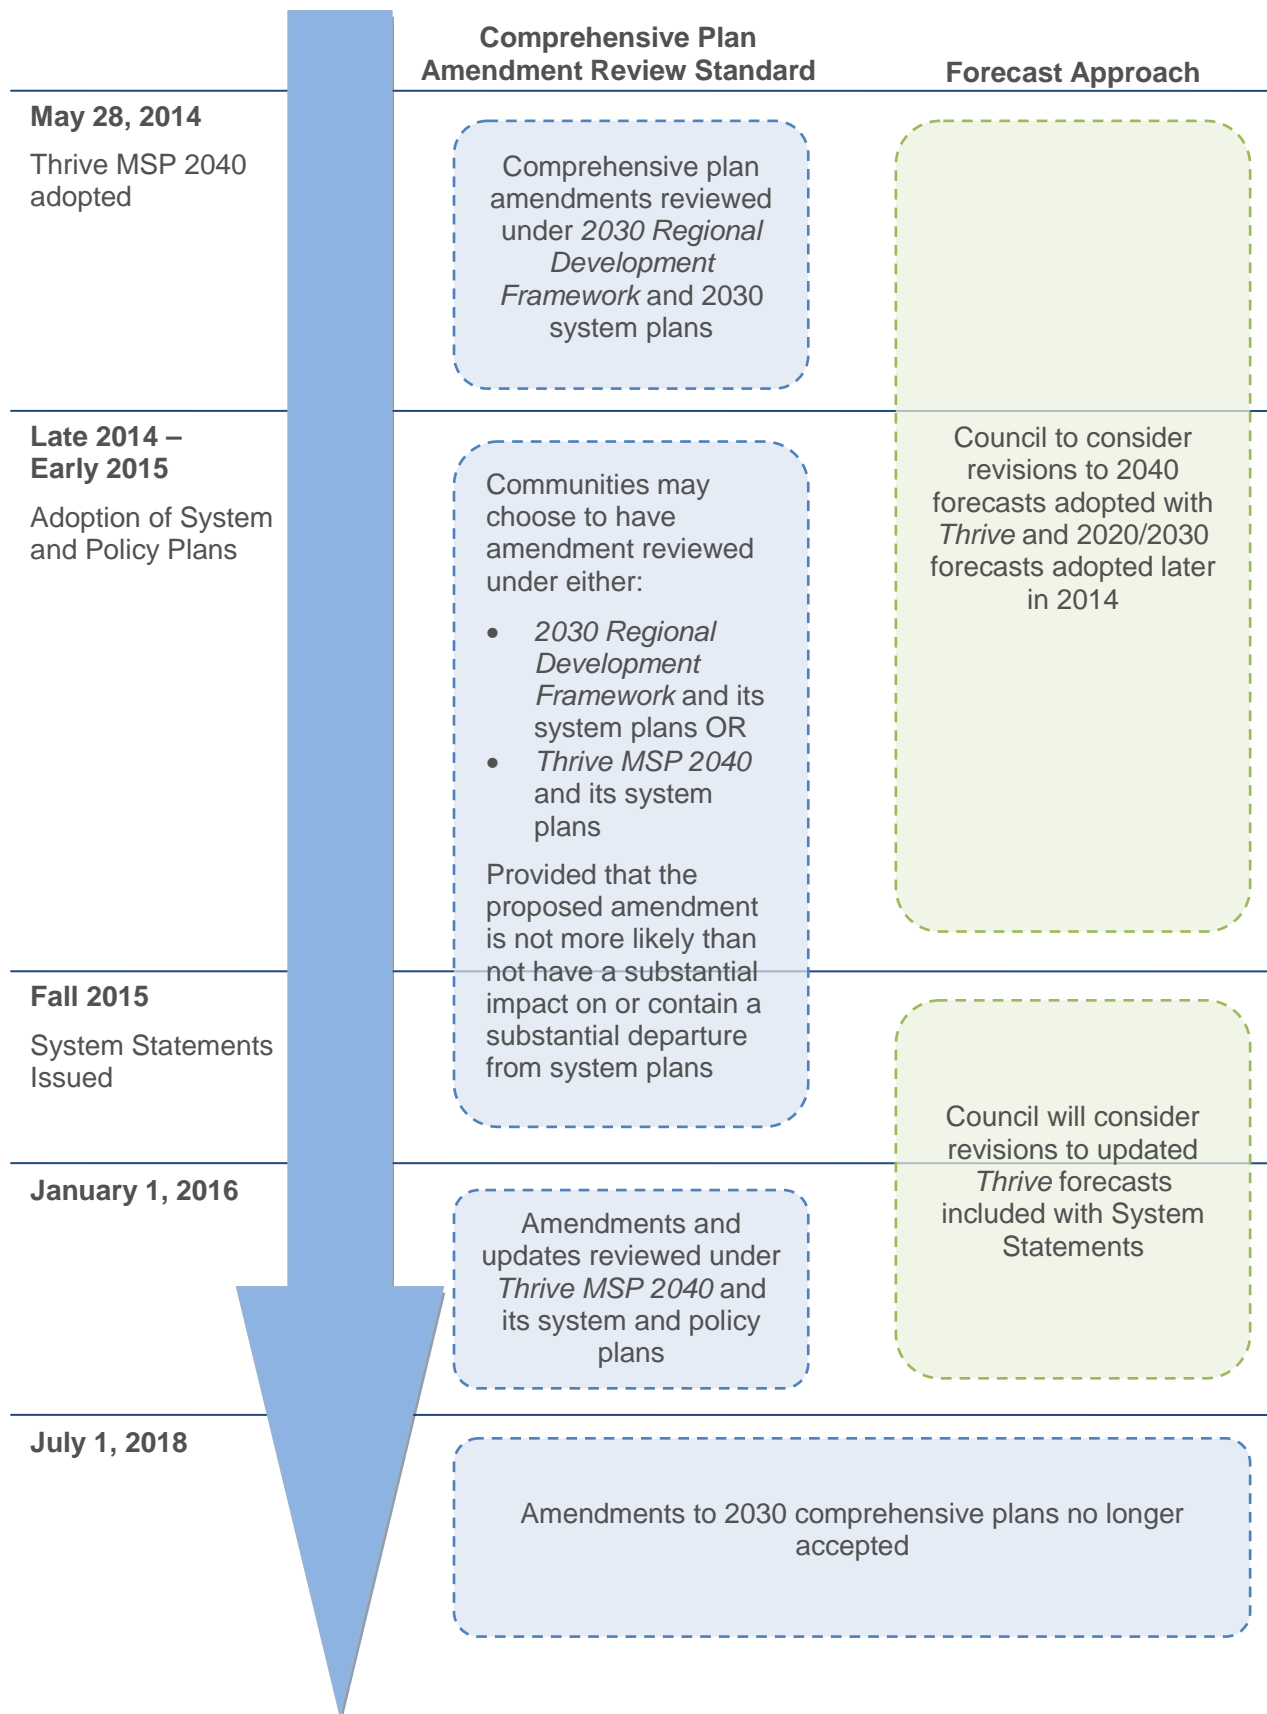 Comprehensive Plan
Amendment Review Standard
Forecast Approach
May 28, 2014
Thrive MSP 2040
adopted
Comprehensive plan
amendments reviewed
under 2030 Regional
Development
Framework and 2030
system plans
Late 2014 –
Early 2015
Adoption of System
and Policy Plans
Communities may
choose to have
amendment reviewed
under either:
• 2030 Regional
Development
Framework and its
system plans OR
• Thrive MSP 2040
and its system
plans
Provided that the
proposed amendment
is not more likely than
not have a substantial
impact on or contain a
substantial departure
from system plans
Council to consider
revisions to 2040
forecasts adopted with
Thrive and 2020/2030
forecasts adopted later
in 2014
Fall 2015
System Statements
Issued
Council will consider
revisions to updated
Thrive forecasts
included with System
Statements
January 1, 2016
Amendments and
updates reviewed under
Thrive MSP 2040 and
its system and policy
plans
July 1, 2018
Amendments to 2030 comprehensive plans no longer
accepted